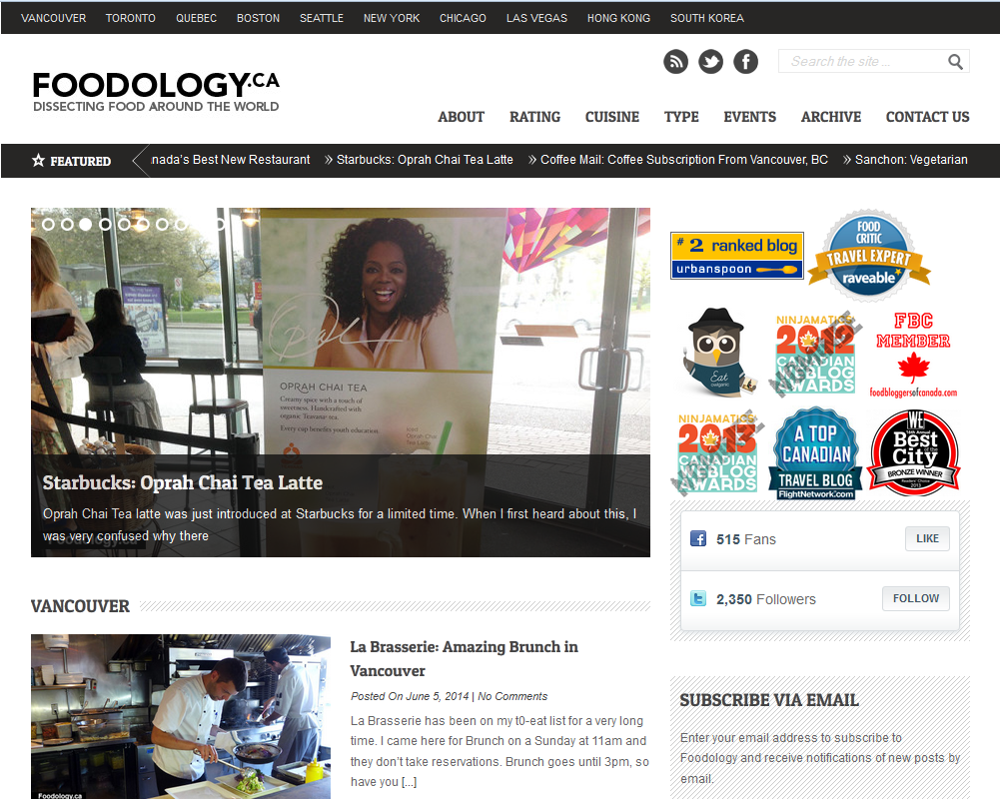 VANCOUVER TORONTO QUEBEC BOSTON SEATTLE NEW YORK CHICAGO LAS VEGAS HONG KONG SOUTH KOREA
Search the site ...
FOODOLOGY.CA
DISSECTING FOOD AROUND THE WORLD
ABOUT RATING CUISINE TYPE EVENTS ARCHIVE CONTACT US
FEATURED nada's Best New Restaurant » Starbucks: Oprah Chai Tea Latte » Coffee Mail: Coffee Subscription From Vancouver, BC » Sanchon: Vegetarian
OPRAH CHAI TEA
Creamy spice with a touch of
sweetness. Handcrafted with
organic Teavana tea.
Every cup benefits youth education.
Starbucks: Oprah Chai Tea Latte
Oprah Chai Tea latte was just introduced at Starbucks for a limited time. When I first heard about this, I
was very confused why there
Foodology.ca
# 2 ranked blog
urbanspoon
FOOD
CRITIC
TRAVEL EXPERT
raveable
Eat
NINJAMATICS
2012
CANADIAN
WEBLOG
AWARDS
NOMINEE
FBC
MEMBER
foodbloggersofcanada.com
NINJAMATICS
2013
CANADIAN
WEBLOG
AWARDS
NOMINEE
A TOP
CANADIAN
TRAVEL BLOG
FlightNetwork.com
WE
Best
of the
City
BRONZE WINNER
515 Fans LIKE
2,350 Followers FOLLOW
VANCOUVER
La Brasserie: Amazing Brunch in
Vancouver
Posted On June 5, 2014 | No Comments
La Brasserie has been on my t0-eat list for a very long
time. I came here for Brunch on a Sunday at 11am and
they don't take reservations. Brunch goes until 3pm, so
have you [...]
Foodology.ca
SUBSCRIBE VIA EMAIL
Enter your email address to subscribe to
Foodology and receive notifications of new posts by
email.